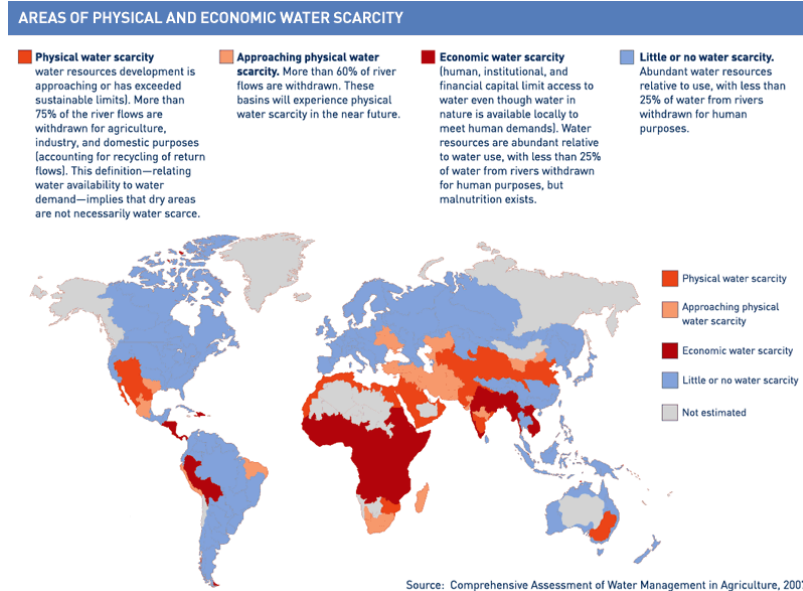 AREAS OF PHYSICAL AND ECONOMIC WATER SCARCITY
Physical water scarcity
water resources development is
approaching or has exceeded
sustainable limits). More than
75% of the river flows are
withdrawn for agriculture,
industry, and domestic purposes
(accounting for recycling of return
flows). This definition—relating
water availability to water
demand—implies that dry areas
are not necessarily water scarce.
Approaching physical water
scarcity. More than 60% of river
flows are withdrawn. These
basins will experience physical
water scarcity in the near future.
Economic water scarcity
(human, institutional, and
financial capital limit access to
water even though water in
nature is available locally to
meet human demands). Water
resources are abundant relative
to water use, with less than 25%
of water from rivers withdrawn
for human purposes, but
malnutrition exists.
Little or no water scarcity.
Abundant water resources
relative to use, with less than
25% of water from rivers
withdrawn for human
purposes.
Physical water scarcity
Approaching physical
water scarcity
Economic water scarcity
Little or no water scarcity
Not estimated
Source: Comprehensive Assessment of Water Management in Agriculture,